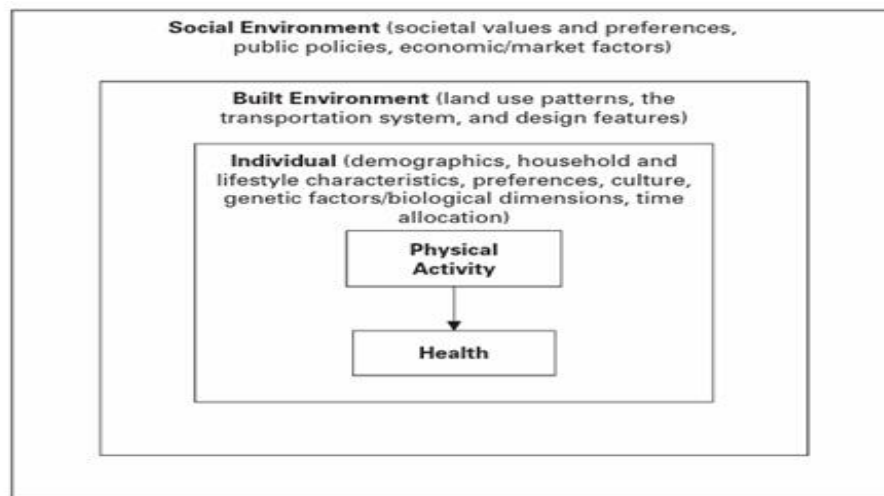 Social Environment (societal values and preferences,
public policies, economic/market factors)
Built Environment (land use patterns, the
transportation system, and design features)
Individual (demographics, household and
lifestyle characteristics, preferences, culture,
genetic factors/biological dimensions, time
allocation)
Physical
Activity
Health